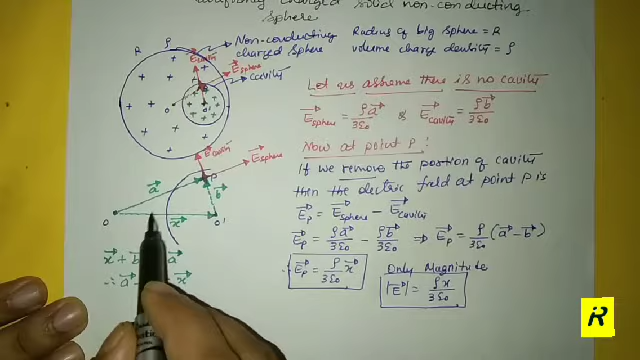 charged solid non-conducting
sphere
R ρ
Non-conducting
charged sphere
Radius of big sphere = R
volume charge density = ρ
E⃗cavity
E⃗sphere
cavity
O O'
Let us assume there is no cavity
E⃗sphere = ρa⃗/3ε₀ & E⃗cavity = ρb⃗/3ε₀
Now at point P!
If we remove the portion of cavity
then the electric field at point P is
E⃗P = E⃗sphere - E⃗cavity
E⃗P = ρa⃗/3ε₀ - ρb⃗/3ε₀ ⇒ E⃗P = ρ/3ε₀ (a⃗ - b⃗)
∴ E⃗P = ρ/3ε₀ x⃗
Only Magnitude
|E⃗| = ρx/3ε₀
E⃗cavity
E⃗sphere
P
a⃗
b⃗
x⃗
O O'
x⃗ + b⃗ a⃗
∴ a⃗ - x⃗
R